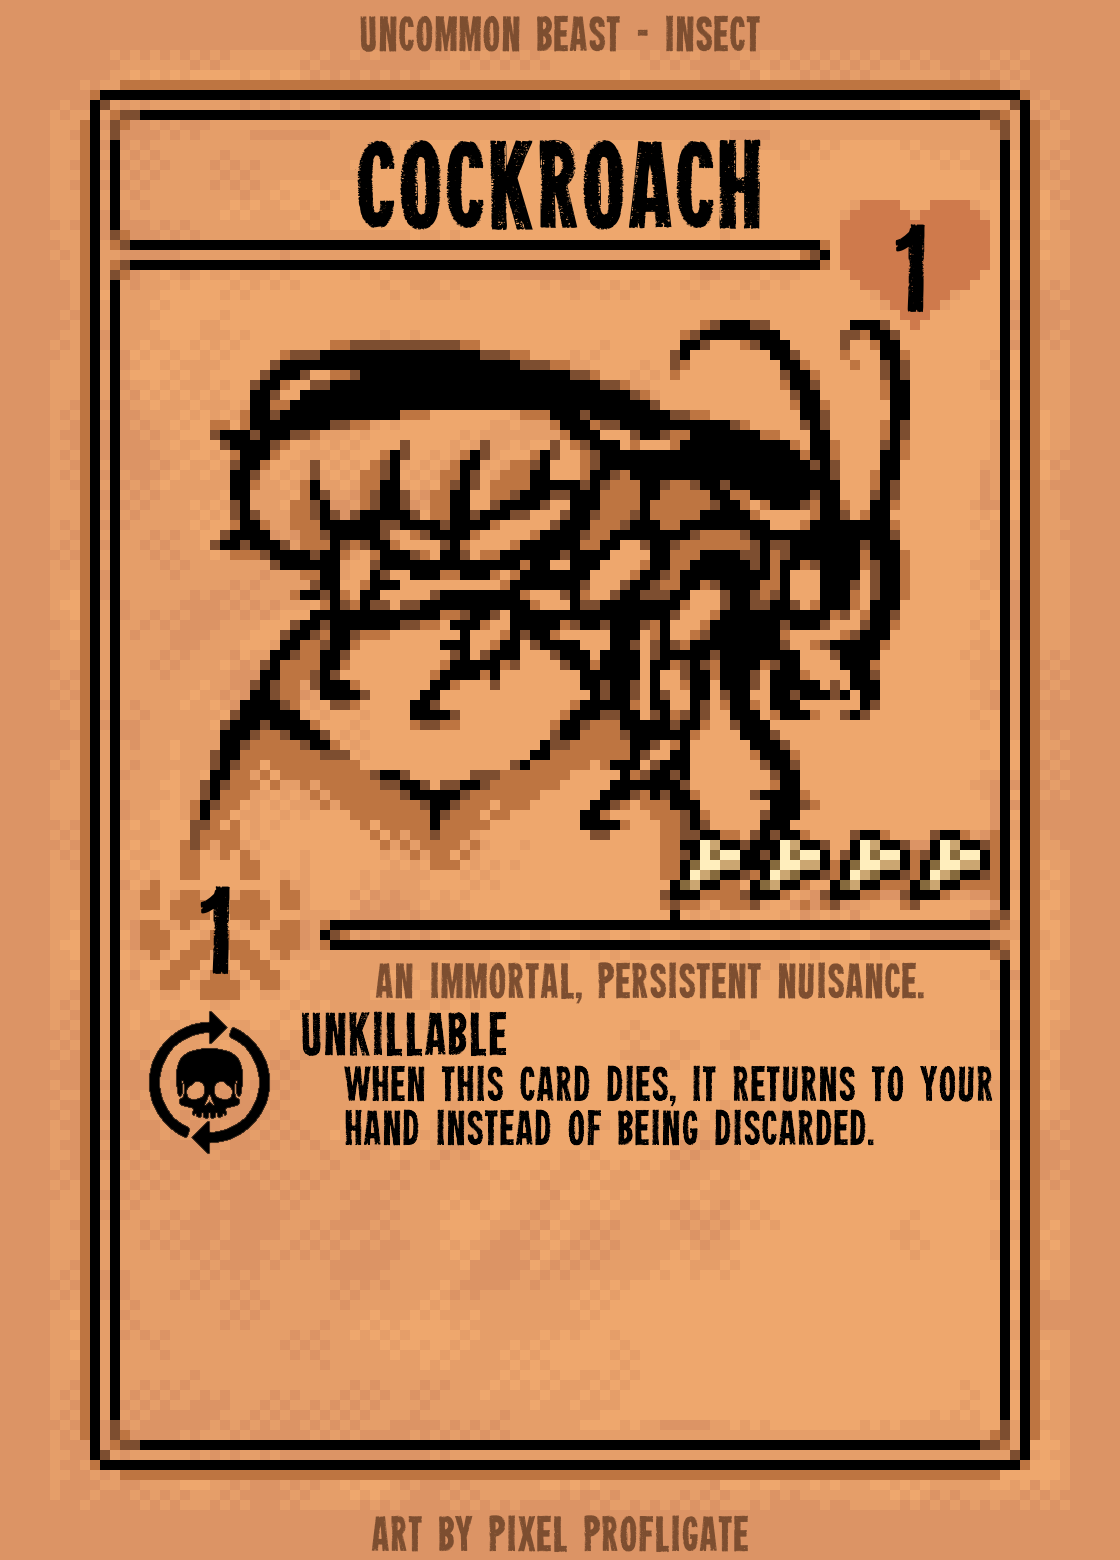 UNCOMMON BEAST - INSECT
COCKROACH
1
1
AN IMMORTAL, PERSISTENT NUISANCE.
UNKILLABLE
WHEN THIS CARD DIES, IT RETURNS TO YOUR
HAND INSTEAD OF BEING DISCARDED.
ART BY PIXEL PROFLIGATE